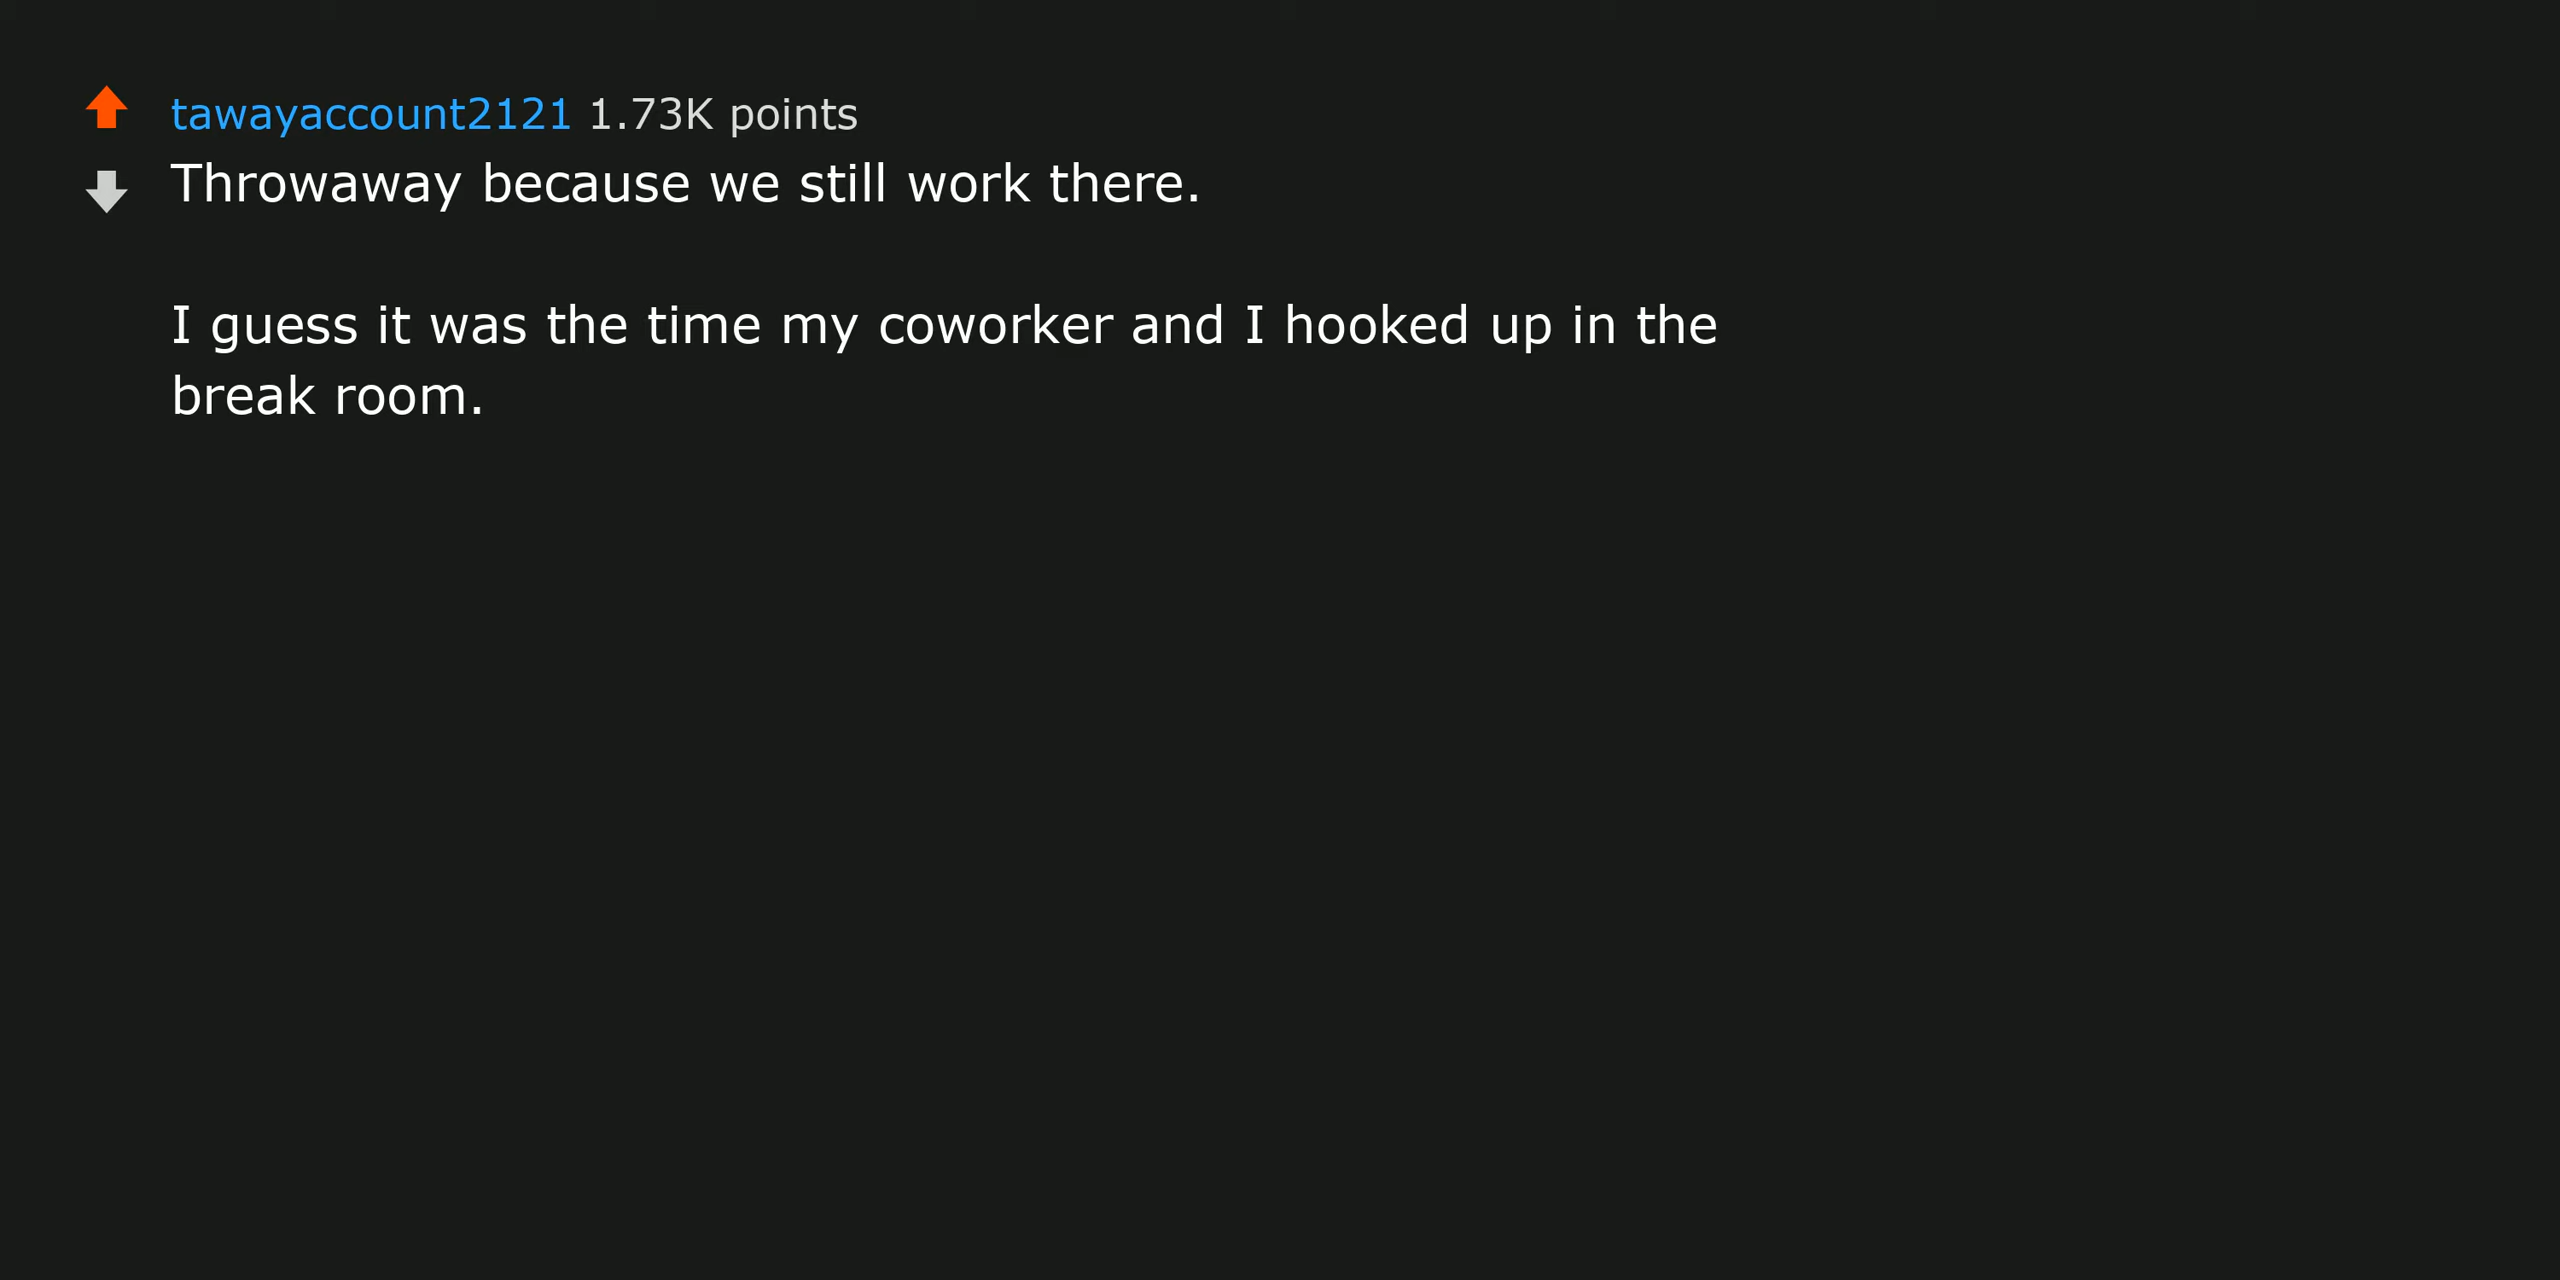 tawayaccount2121 1.73K points
Throwaway because we still work there.
I guess it was the time my coworker and I hooked up in the
break room.